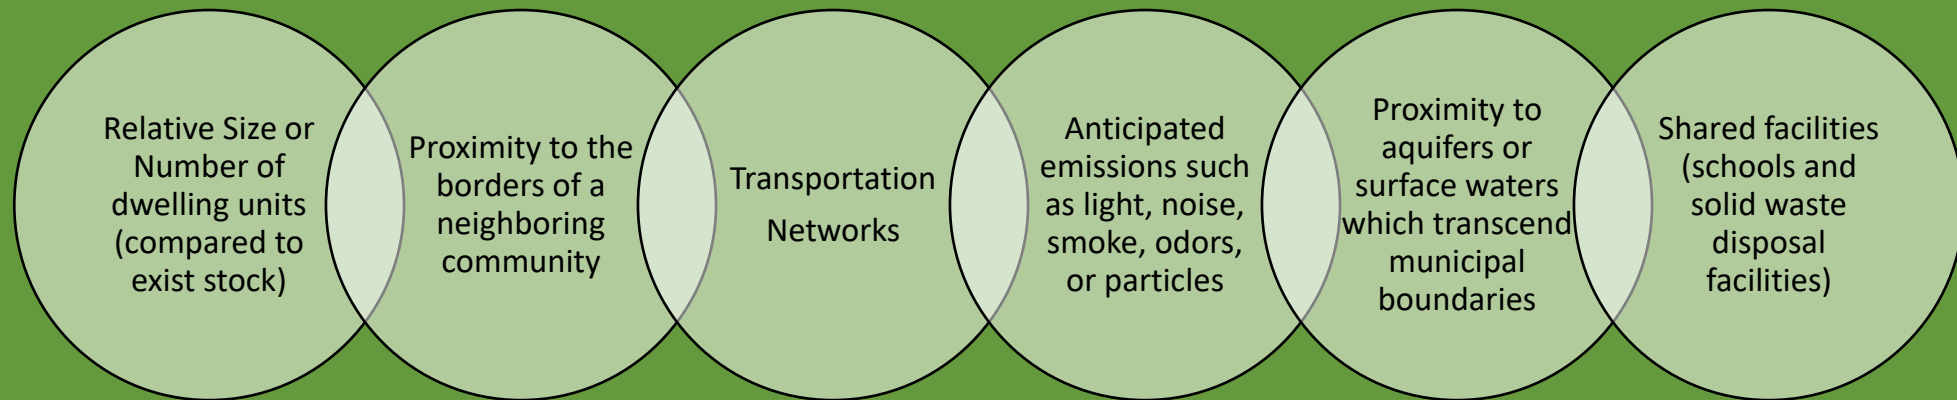 Relative Size or
Number of
dwelling units
(compared to
exist stock)
Proximity to the
borders of a
neighboring
community
Transportation
Networks
Anticipated
emissions such
as light, noise,
smoke, odors,
or particles
Proximity to
aquifers or
surface waters
which transcend
municipal
boundaries
Shared facilities
(schools and
solid waste
disposal
facilities)